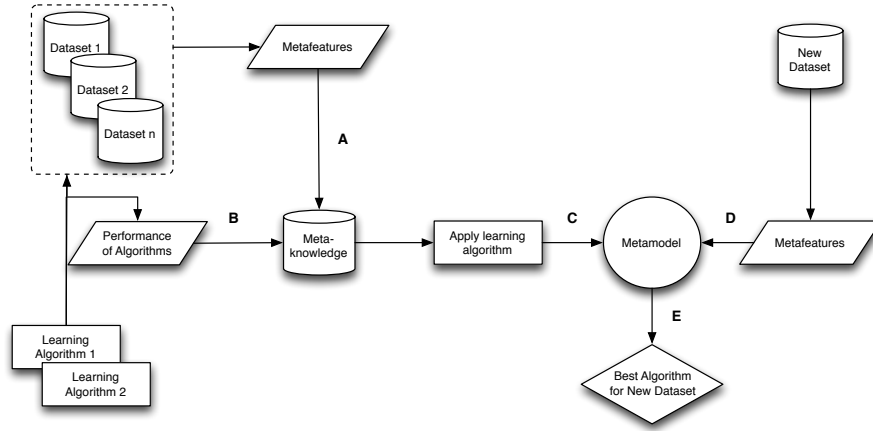 Dataset 1
Dataset 2
Dataset n
Metafeatures
New
Dataset
A
Performance
of Algorithms
B
Meta-
knowledge
Apply learning
algorithm
C
Metamodel
D
Metafeatures
E
Learning
Algorithm 1
Learning
Algorithm 2
Best Algorithm
for New Dataset